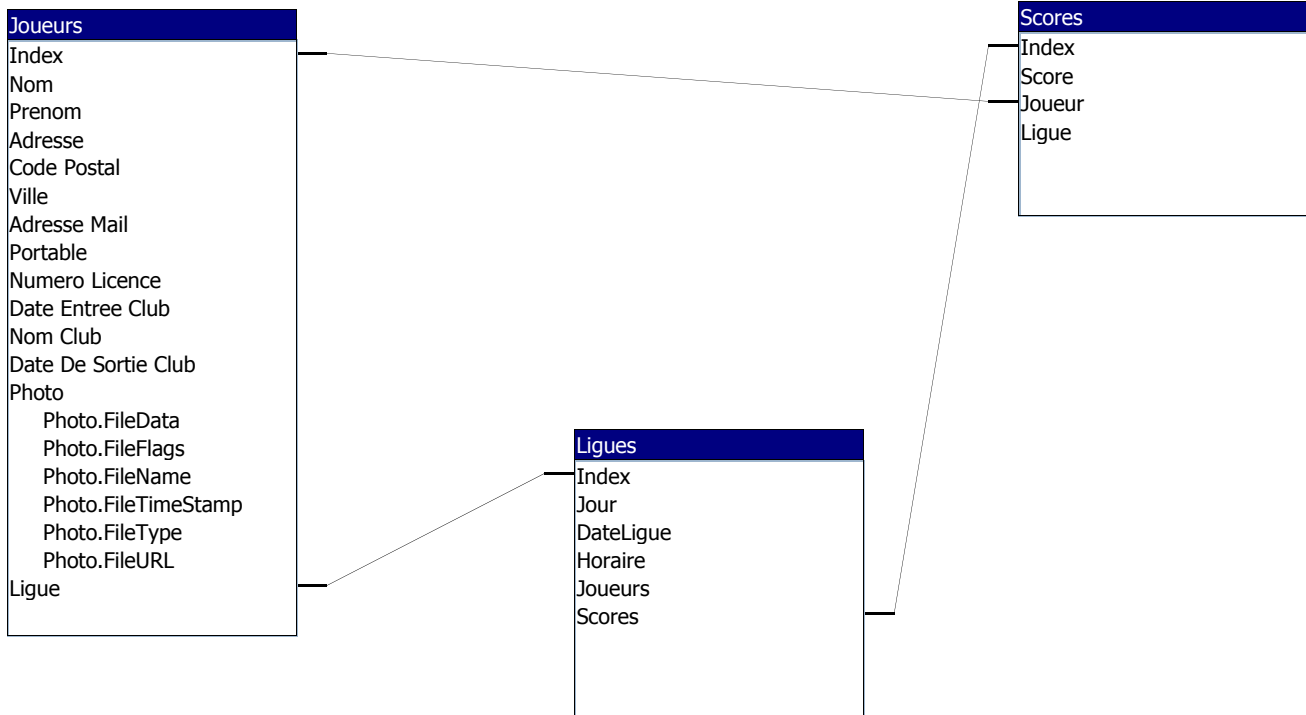 Joueurs
Index
Nom
Prenom
Adresse
Code Postal
Ville
Adresse Mail
Portable
Numero Licence
Date Entree Club
Nom Club
Date De Sortie Club
Photo
Photo.FileData
Photo.FileFlags
Photo.FileName
Photo.FileTimeStamp
Photo.FileType
Photo.FileURL
Ligue
Ligues
Index
Jour
DateLigue
Horaire
Joueurs
Scores
Scores
Index
Score
Joueur
Ligue